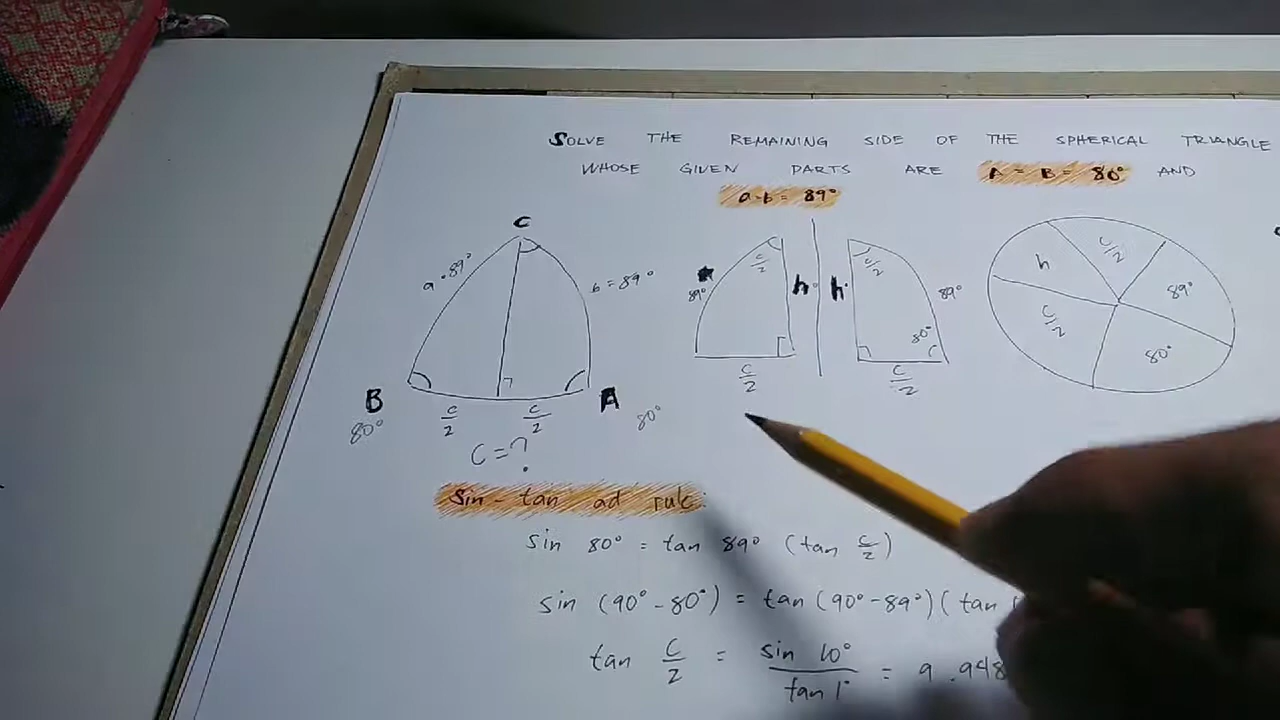 SOLVE THE REMAINING SIDE OF THE SPHERICAL TRIANGLE
WHOSE GIVEN PARTS ARE A = B = 80° AND
a=b = 89°
C
a=89°
b = 89°
B
80°
A
80°
c/2
c/2
C = ?
c/2
89°
h
c/2
h
c/2
89°
80°
c/2
h
c/2
89°
80°
c/2
Sin - tan ad rule:
sin 80° = tan 89° (tan c/2)
sin (90° - 80°) = tan (90° - 89°) (tan
tan c/2 = sin 10° / tan 1° = 9.948